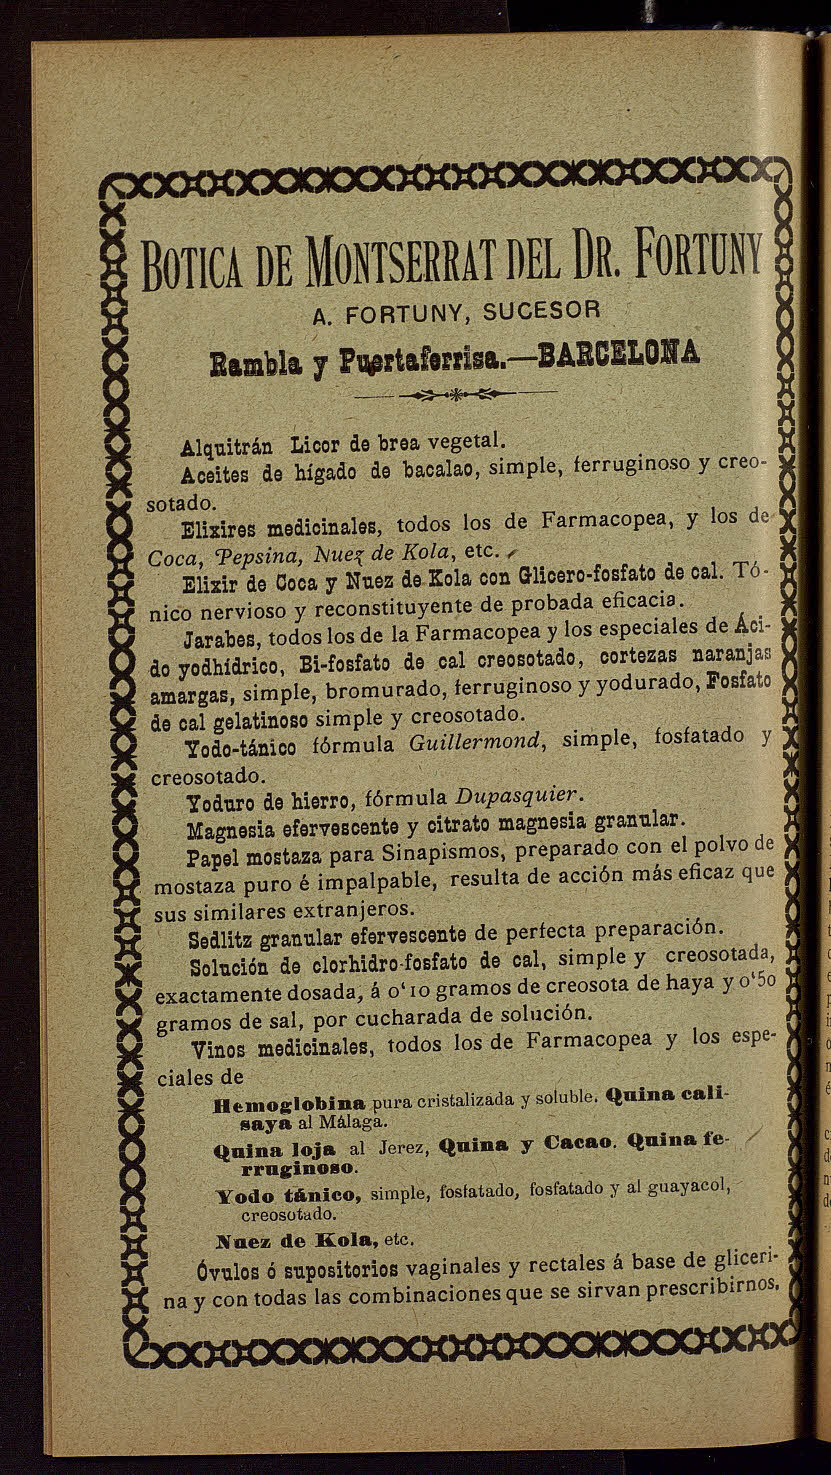 BOTICA DE MONTSERRAT DEL DR. FORTUNY
A. FORTUNY, SUCESOR
Rambla y Puertaferrisa.—BARCELONA
Alquitrán Licor de brea vegetal.
Aceites de hígado de bacalao, simple, ferruginoso y creo-
sotado.
Elixires medicinales, todos los de Farmacopea, y los de
Coca, Pepsina, Nuez de Kola, etc.
Elixir de Coca y Nuez de Kola con Glicero-fosfato de cal. Tó-
nico nervioso y reconstituyente de probada eficacia.
Jarabes, todos los de la Farmacopea y los especiales de Áci-
do yodhídrico, Bi-fosfato de cal creosotado, cortezas naranjas
amargas, simple, bromurado, ferruginoso y yodurado, Fosfato
de cal gelatinoso simple y creosotado.
Yodo-tánico fórmula Guillermond, simple, fosfatado y
creosotado.
Yoduro de hierro, fórmula Dupasquier.
Magnesia efervescente y citrato magnesia granular.
Papel mostaza para Sinapismos, preparado con el polvo de
mostaza puro é impalpable, resulta de acción más eficaz que
sus similares extranjeros.
Sedlitz granular efervescente de perfecta preparación.
Solución de clorhidro-fosfato de cal, simple y creosotada,
exactamente dosada, á 0‘10 gramos de creosota de haya y 0‘50
gramos de sal, por cucharada de solución.
Vinos medicinales, todos los de Farmacopea y los espe-
ciales de
Hemoglobina pura cristalizada y soluble. Quina cali-
saya al Málaga.
Quina loja al Jerez, Quina y Cacao. Quina fe-
rruginoso.
Yodo tánico, simple, fosfatado, fosfatado y al guayacol,
creosotado.
Nuez de Kola, etc.
Óvulos ó supositorios vaginales y rectales á base de gliceri-
na y con todas las combinaciones que se sirvan prescribirnos.